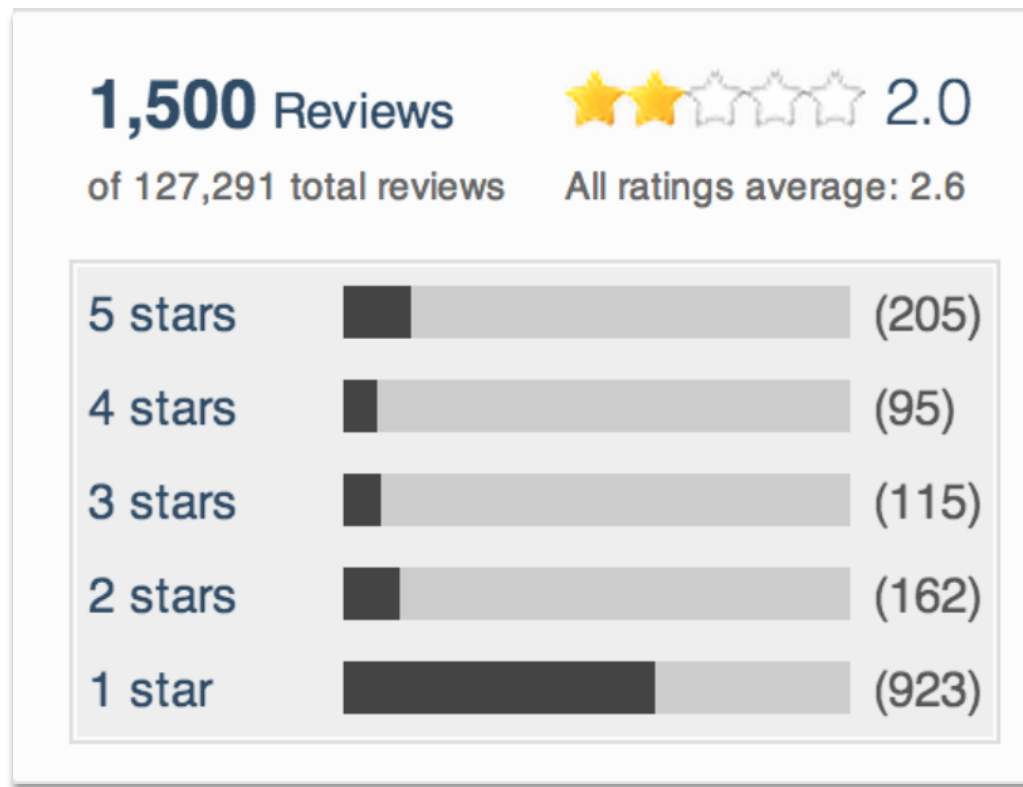 1,500 Reviews 2.0
of 127,291 total reviews All ratings average: 2.6
5 stars (205)
4 stars (95)
3 stars (115)
2 stars (162)
1 star (923)